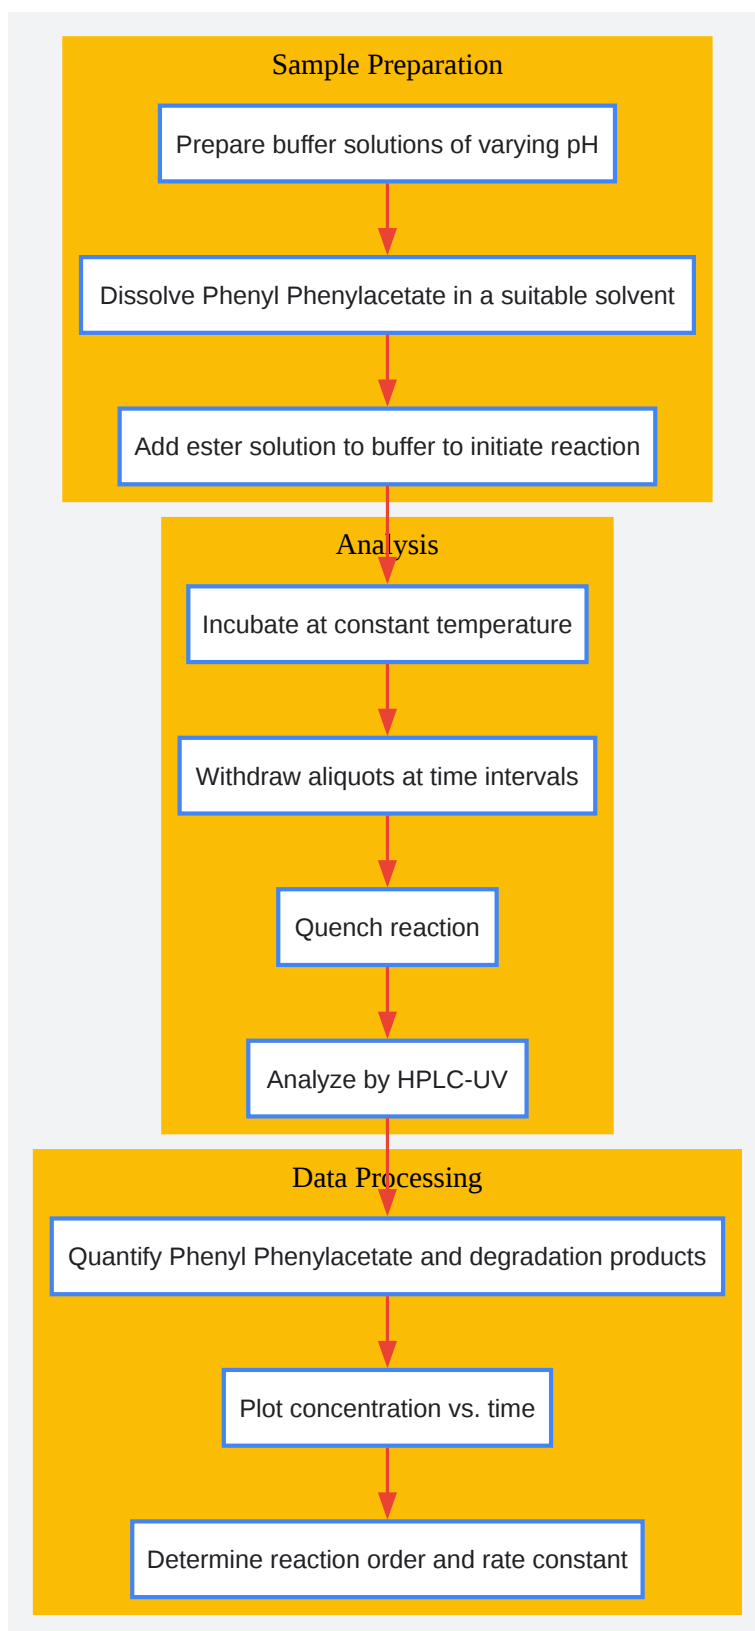 Sample Preparation
Prepare buffer solutions of varying pH
Dissolve Phenyl Phenylacetate in a suitable solvent
Add ester solution to buffer to initiate reaction
Analysis
Incubate at constant temperature
Withdraw aliquots at time intervals
Quench reaction
Analyze by HPLC-UV
Data Processing
Quantify Phenyl Phenylacetate and degradation products
Plot concentration vs. time
Determine reaction order and rate constant